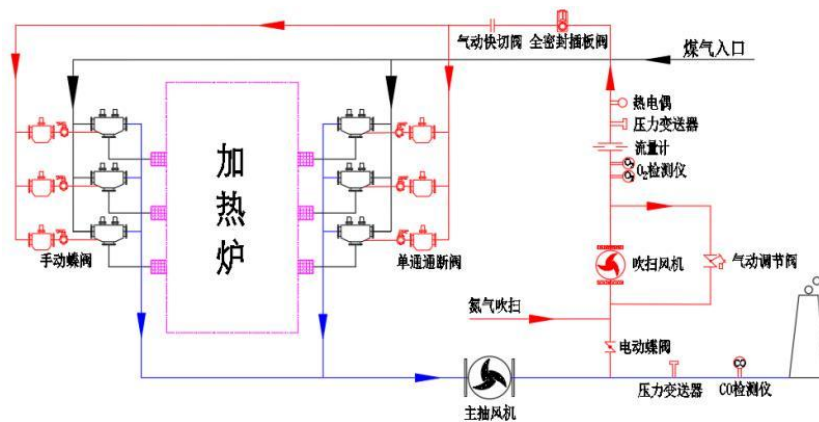 气动快切阀
全密封插板阀
煤气入口
热电偶
压力变送器
流量计
O₂检测仪
加热炉
手动蝶阀
单通通断阀
吹扫风机
气动调节阀
氮气吹扫
电动蝶阀
主抽风机
压力变送器
CO检测仪